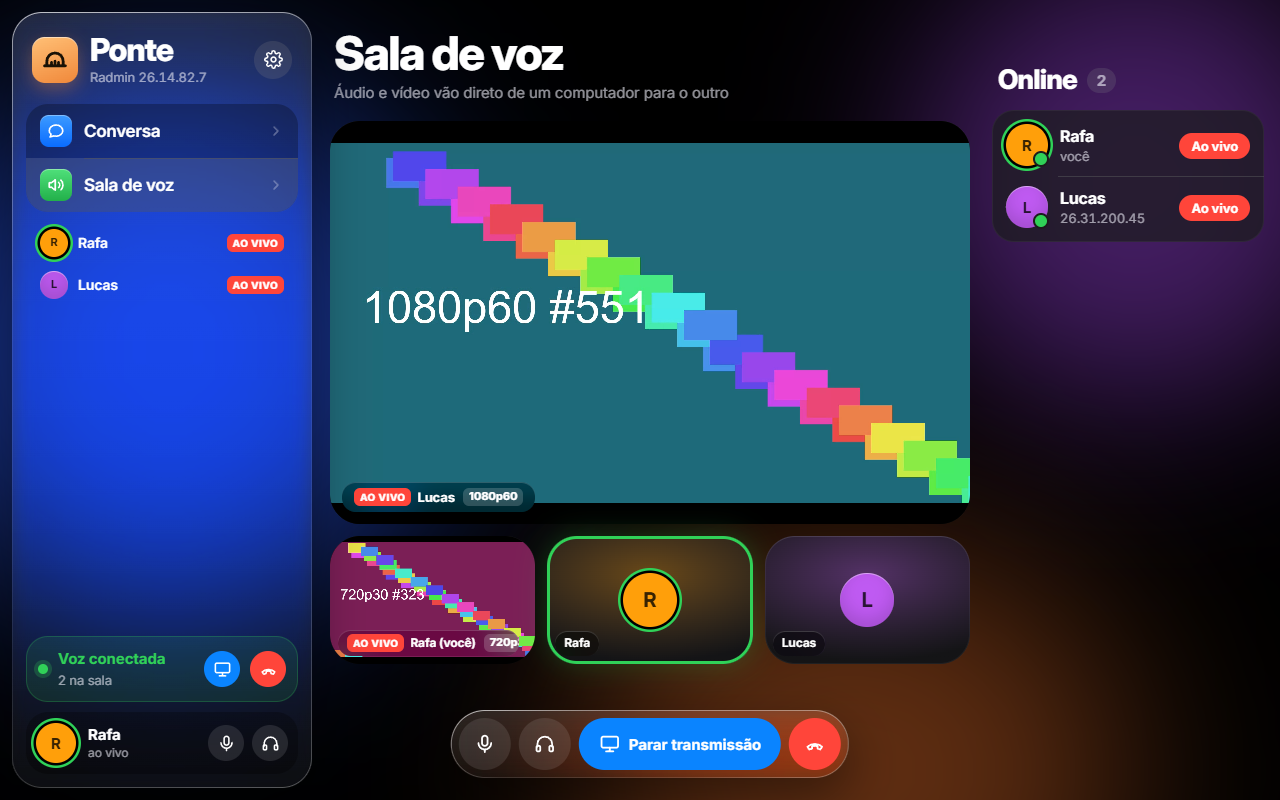 Ponte
Radmin 26.14.82.7
Conversa
Sala de voz
R
Rafa
AO VIVO
L
Lucas
AO VIVO
Voz conectada
2 na sala
R
Rafa
ao vivo
Sala de voz
Áudio e vídeo vão direto de um computador para o outro
1080p60 #551
AO VIVO
Lucas
1080p60
720p30 #323
AO VIVO
Rafa (você)
720p
R
Rafa
L
Lucas
Parar transmissão
Online
2
R
Rafa
você
Ao vivo
L
Lucas
26.31.200.45
Ao vivo